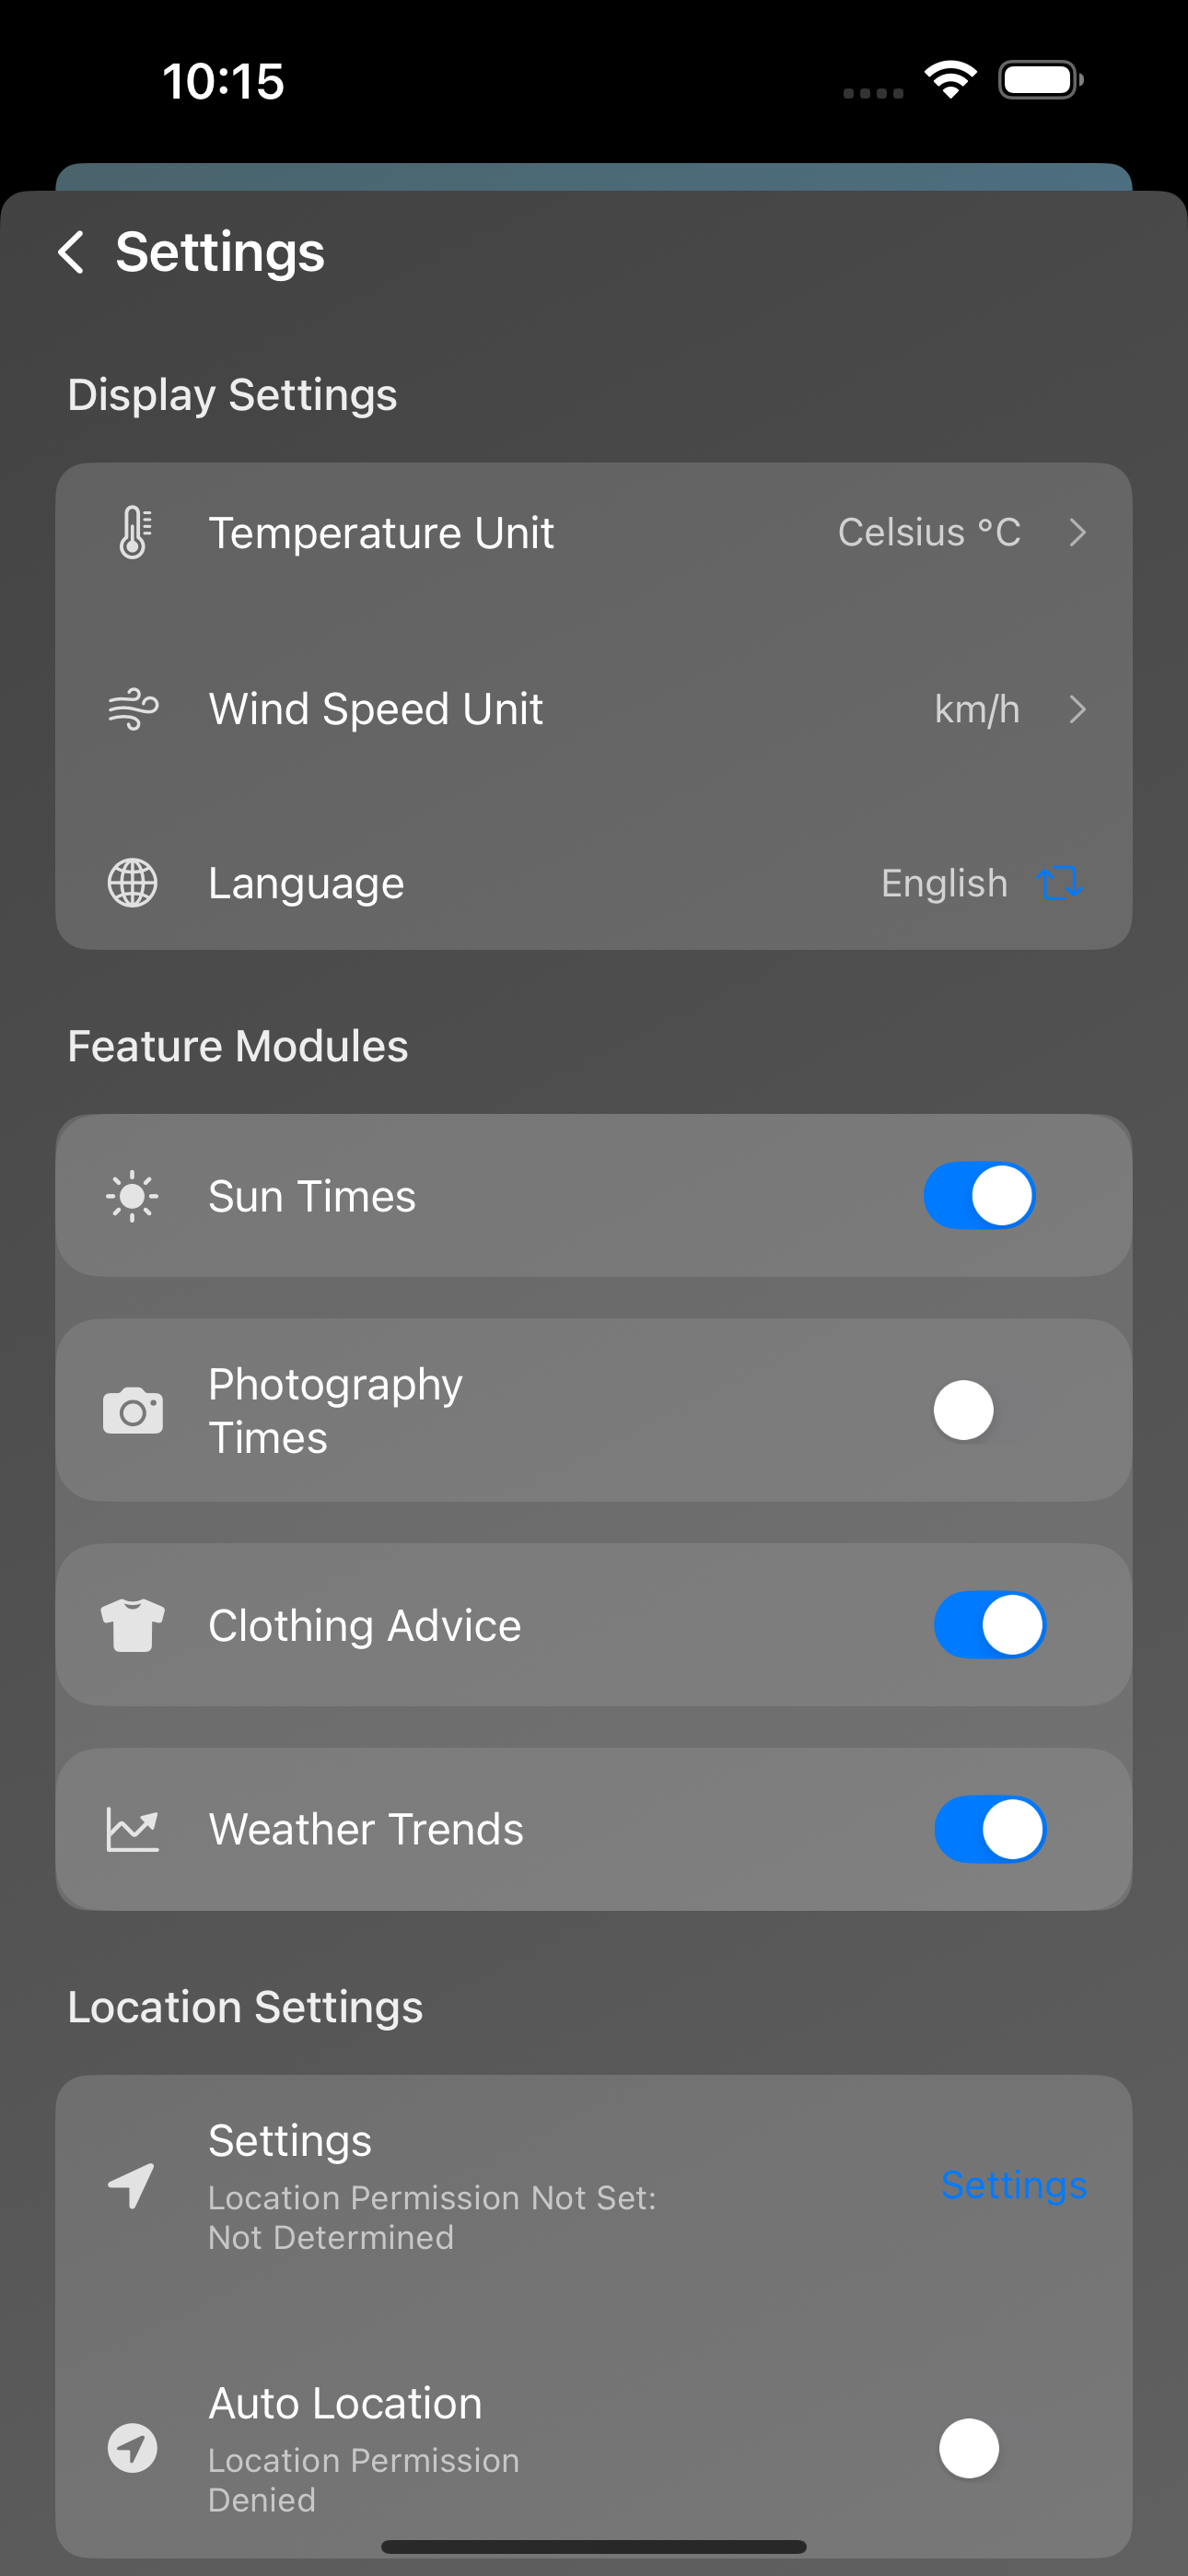 10:15
Settings
Display Settings
Temperature Unit Celsius °C
Wind Speed Unit km/h
Language English
Feature Modules
Sun Times
Photography
Times
Clothing Advice
Weather Trends
Location Settings
Settings
Location Permission Not Set:
Not Determined
Settings
Auto Location
Location Permission
Denied